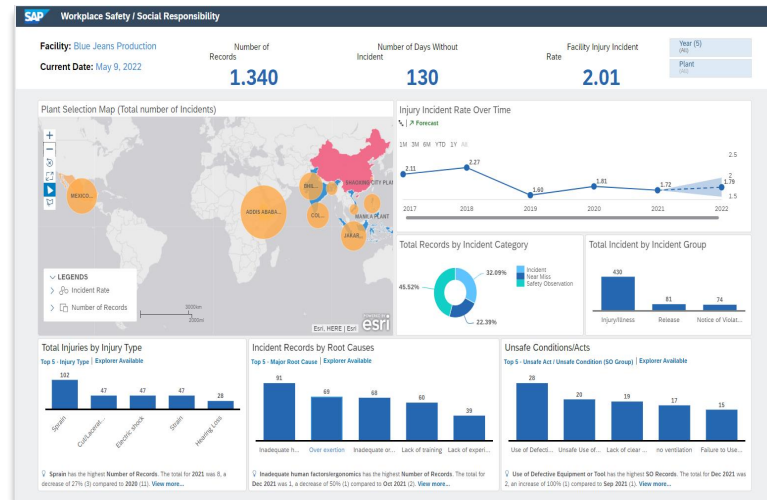 SAP Workplace Safety / Social Responsibility
Facility: Blue Jeans Production
Current Date: May 9, 2022
Number of
Records
1.340
Number of Days Without
Incident
130
Facility Injury Incident
Rate
2.01
Year (5)
(All)
Plant
(All)
Plant Selection Map (Total number of Incidents)
MEXICO...
ADDIS ABABA...
COL...
JAKAR...
LEGENDS
Incident Rate
Number of Records
Esri, HERE | Esri
POWERED BY
esri
Injury Incident Rate Over Time
Forecast
1M 3M 6M YTD 1Y All
2.11
2.27
1.60
1.81
1.72
1.79
2.5
2
1.5
2017 2018 2019 2020 2021 2022
Total Records by Incident Category
45.52%
32.09%
22.39%
Incident
Near Miss
Safety Observation
Total Incident by Incident Group
430
81
74
Injury/Illness Release Notice of Violat...
Total Injuries by Injury Type
Top 5 - Injury Type | Explorer Available
102
47
47
47
28
Sprain
Cut/Lacerat...
Electric shock
Strain
Hearing Loss
Sprain has the highest Number of Records. The total for 2021 was 8, a
decrease of 27% (3) compared to 2020 (11). View more...
Incident Records by Root Causes
Top 5 - Major Root Cause | Explorer Available
91
69
68
60
39
Inadequate h... Over exertion Inadequate or... Lack of training Lack of experi...
Inadequate human factors/ergonomics has the highest Number of Records. The total for
Dec 2021 was 1, a decrease of 50% (1) compared to Oct 2021 (2). View more...
Unsafe Conditions/Acts
Top 5 - Unsafe Act / Unsafe Condition (SO Group) | Explorer Available
28
20
19
17
15
Use of Defecti... Unsafe Use of... Lack of clear ... no ventilation Failure to Use...
Use of Defective Equipment or Tool has the highest SO Records. The total for Dec 2021 was
2, an increase of 100% (1) compared to Sep 2021 (1). View more...